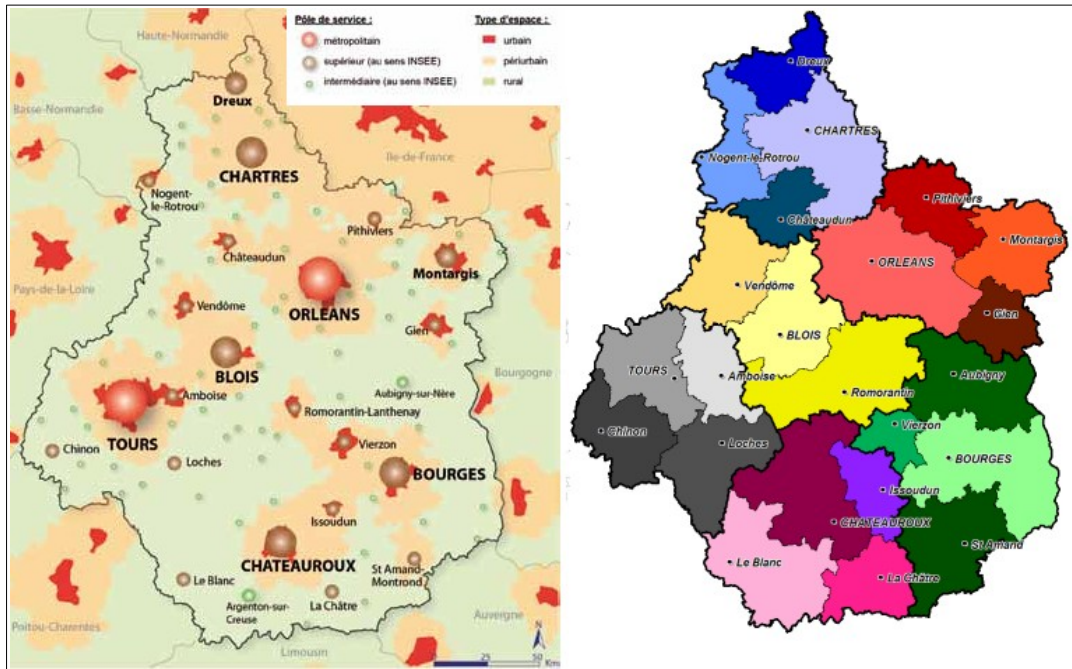 Pôle de service :
métropolitain
supérieur (au sens INSEE)
intermédiaire (au sens INSEE)
Type d'espace :
urbain
périurbain
rural
Haute-Normandie
Basse-Normandie
Ile-de-France
Pays-de-la-Loire
Bourgogne
Poitou-Charentes
Limousin
Auvergne
Dreux
CHARTRES
Nogent-
le-Rotrou
Pithiviers
Châteaudun
Montargis
ORLEANS
Vendôme
Gien
BLOIS
Aubigny-sur-Nère
Amboise
Romorantin-Lanthenay
TOURS
Vierzon
Chinon
Loches
BOURGES
Issoudun
CHATEAUROUX
St Amand-
Montrond
Le Blanc
La Châtre
Argenton-sur-
Creuse
N
0 25 50
Km
Dreux
CHARTRES
Nogent-le-Rotrou
Pithiviers
Châteaudun
Montargis
ORLEANS
Vendôme
Gien
BLOIS
TOURS
Amboise
Aubigny
Romorantin
Vierzon
Chinon
Loches
BOURGES
Issoudun
CHATEAUROUX
St Amand
Le Blanc
La Châtre